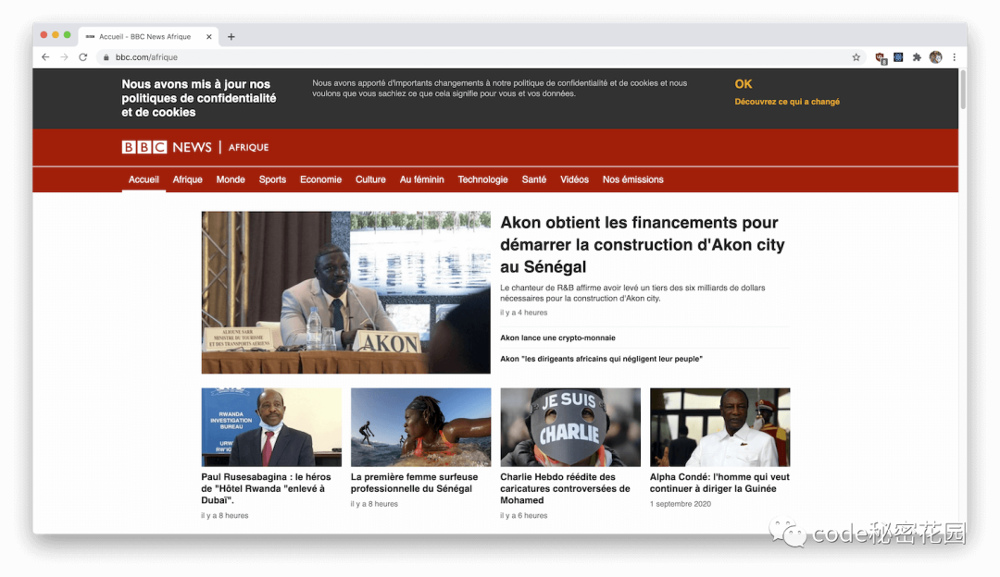 Accueil - BBC News Afrique
bbc.com/afrique
Nous avons mis à jour nos
politiques de confidentialité
et de cookies
Nous avons apporté d'importants changements à notre politique de confidentialité et de cookies et nous
voulons que vous sachiez ce que cela signifie pour vous et vos données.
OK
Découvrez ce qui a changé
BBC NEWS | AFRIQUE
Accueil Afrique Monde Sports Economie Culture Au féminin Technologie Santé Vidéos Nos émissions
ALIOUNE SARR
MINISTRE DU TOURISME
ET DES TRANSPORTS AÉRIENS
AKON
Akon obtient les financements pour
démarrer la construction d'Akon city
au Sénégal
Le chanteur de R&B affirme avoir levé un tiers des six milliards de dollars
nécessaires pour la construction d'Akon city.
il y a 4 heures
Akon lance une crypto-monnaie
Akon "les dirigeants africains qui négligent leur peuple"
RWANDA
INVESTIGATION
BUREAU
Paul Rusesabagina : le héros
de "Hôtel Rwanda "enlevé à
Dubaï".
il y a 8 heures
La première femme surfeuse
professionnelle du Sénégal
il y a 8 heures
JE SUIS
CHARLIE
Charlie Hebdo réédite des
caricatures controversées de
Mohamed
il y a 6 heures
Alpha Condé: l'homme qui veut
continuer à diriger la Guinée
1 septembre 2020
code秘密花园